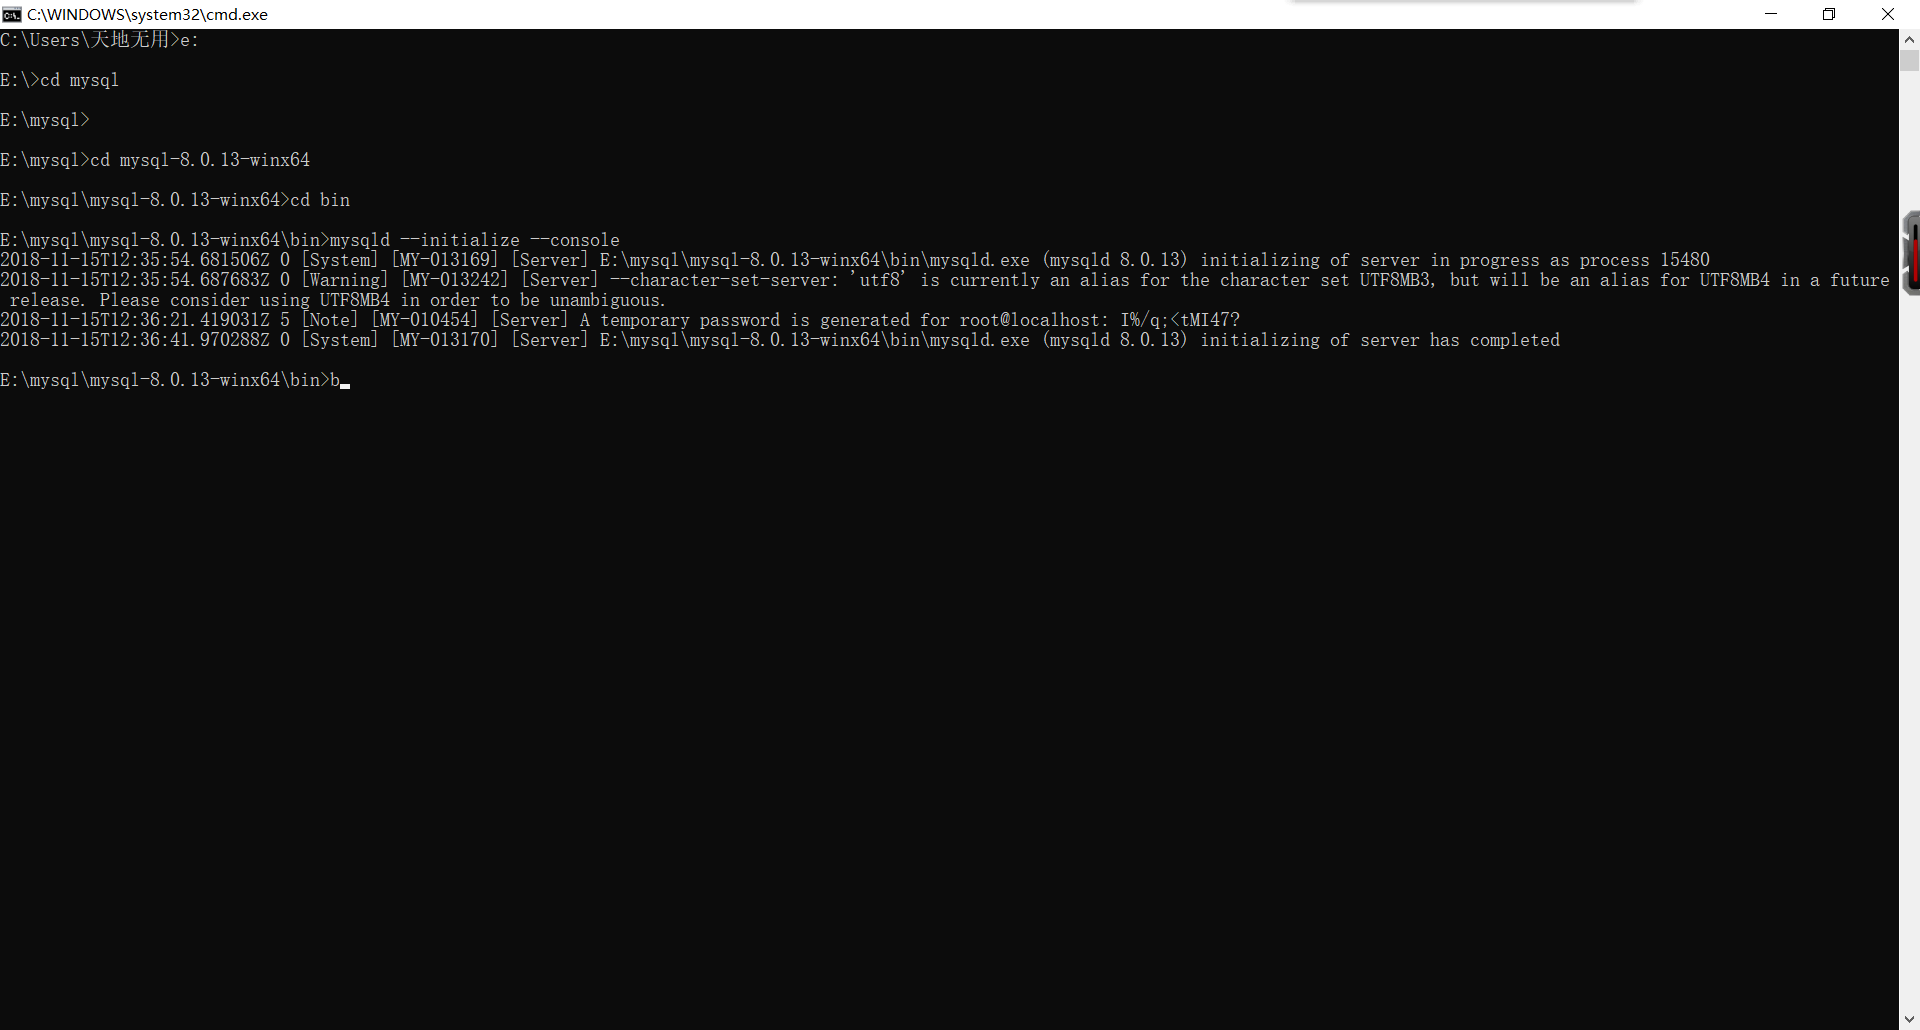 C:\WINDOWS\system32\cmd.exe
C:\Users\天地无用>e:
E:\>cd mysql
E:\mysql>
E:\mysql>cd mysql-8.0.13-winx64
E:\mysql\mysql-8.0.13-winx64>cd bin
E:\mysql\mysql-8.0.13-winx64\bin>mysqld --initialize --console
2018-11-15T12:35:54.681506Z 0 [System] [MY-013169] [Server] E:\mysql\mysql-8.0.13-winx64\bin\mysqld.exe (mysqld 8.0.13) initializing of server in progress as process 15480
2018-11-15T12:35:54.687683Z 0 [Warning] [MY-013242] [Server] --character-set-server: 'utf8' is currently an alias for the character set UTF8MB3, but will be an alias for UTF8MB4 in a future
release. Please consider using UTF8MB4 in order to be unambiguous.
2018-11-15T12:36:21.419031Z 5 [Note] [MY-010454] [Server] A temporary password is generated for root@localhost: I%/q;<tMI47?
2018-11-15T12:36:41.970288Z 0 [System] [MY-013170] [Server] E:\mysql\mysql-8.0.13-winx64\bin\mysqld.exe (mysqld 8.0.13) initializing of server has completed
E:\mysql\mysql-8.0.13-winx64\bin>b